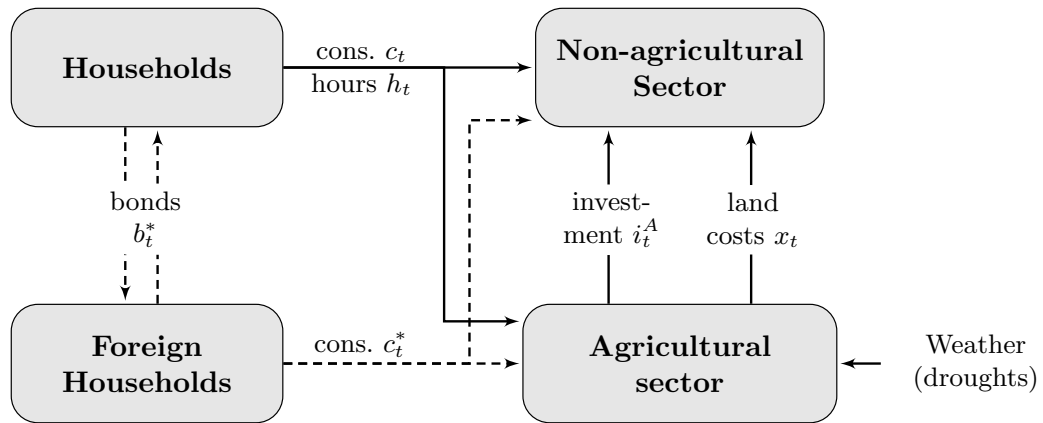 Households
cons. c_t
hours h_t
Non-agricultural
Sector
bonds
b_t^*
invest-
ment i_t^A
land
costs x_t
Foreign
Households
cons. c_t^*
Agricultural
sector
Weather
(droughts)